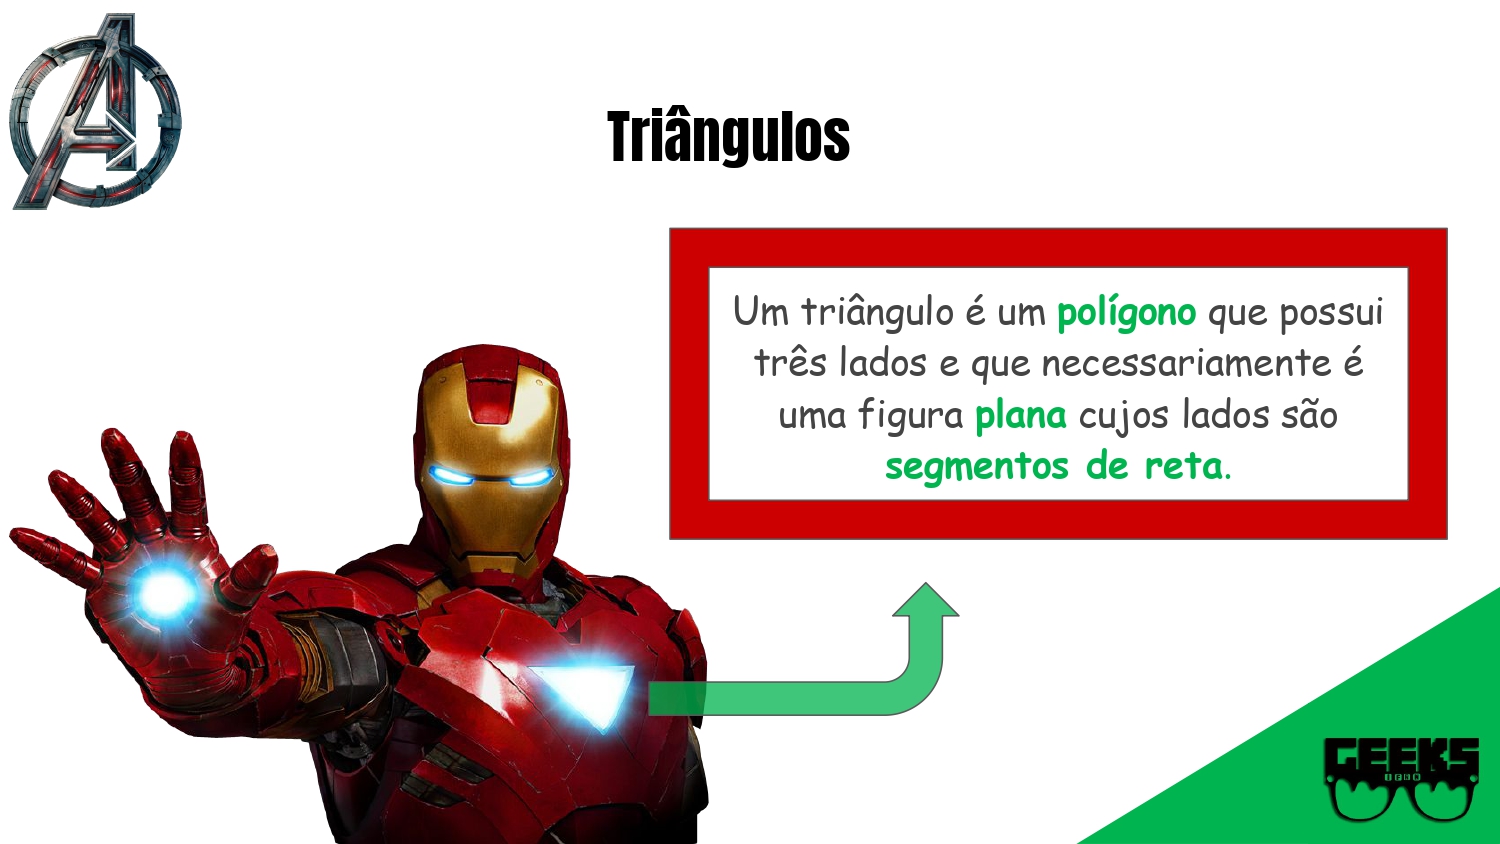 Triângulos
Um triângulo é um polígono que possui
três lados e que necessariamente é
uma figura plana cujos lados são
segmentos de reta.
GEEKS
IFRN